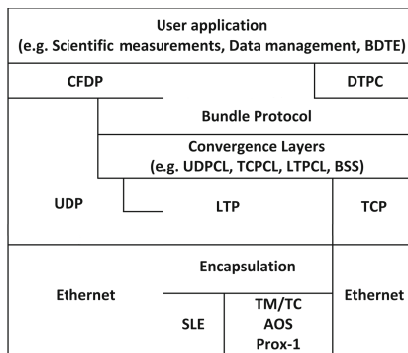 User application
(e.g. Scientific measurements, Data management, BDTE)
CFDP
DTPC
Bundle Protocol
Convergence Layers
(e.g. UDPCL, TCPCL, LTPCL, BSS)
UDP
LTP
TCP
Encapsulation
Ethernet
Ethernet
SLE
TM/TC
AOS
Prox-1